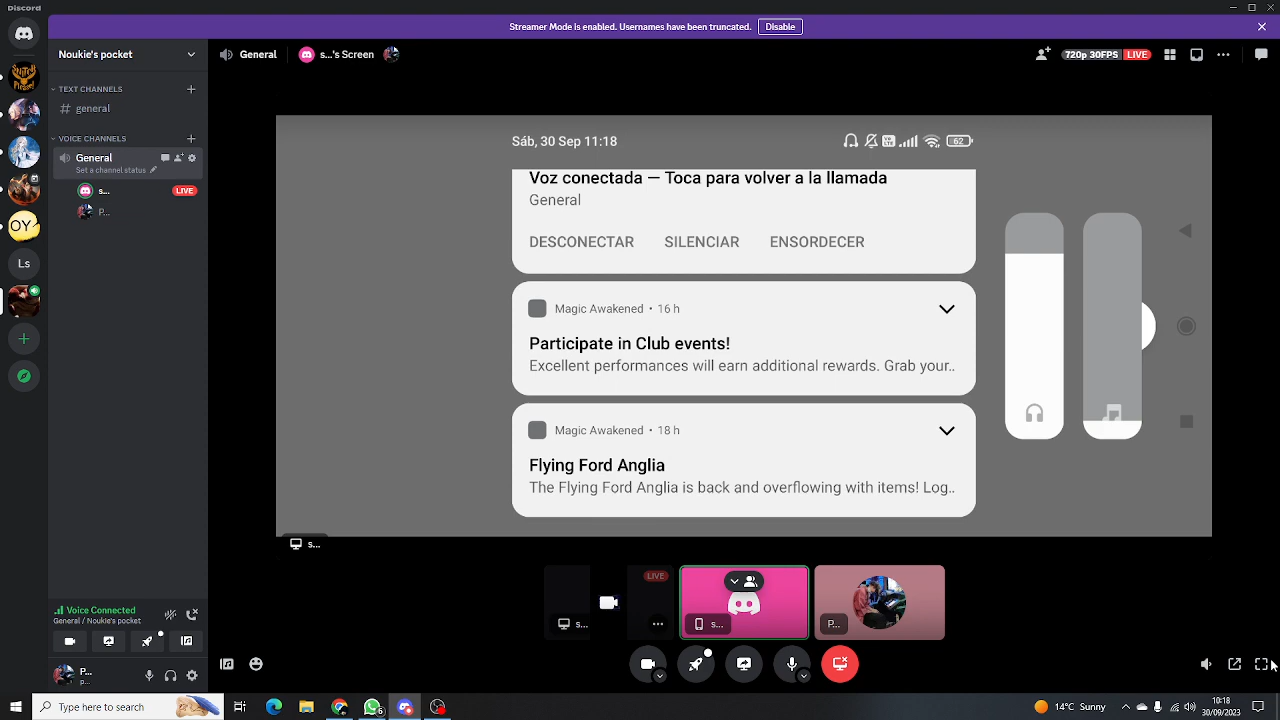 Discord
Streamer Mode is enabled. Usernames have been truncated.
Disable
Noukie's pocket
General
s...'s Screen
720p 30FPS LIVE
TEXT CHANNELS
general
VOICE CHANNELS
General
Set a channel status
s...
LIVE
...
OY
Ls
Sáb, 30 Sep 11:18
62
Voz conectada — Toca para volver a la llamada
General
DESCONECTAR SILENCIAR ENSORDECER
Magic Awakened • 16 h
Participate in Club events!
Excellent performances will earn additional rewards. Grab your..
Magic Awakened • 18 h
Flying Ford Anglia
The Flying Ford Anglia is back and overflowing with items! Log..
s...
LIVE
s...
s...
P...
Voice Connected
General / Noukie's pocket
P...
Type here to search
14°C Sunny
10:18
30/09/2023